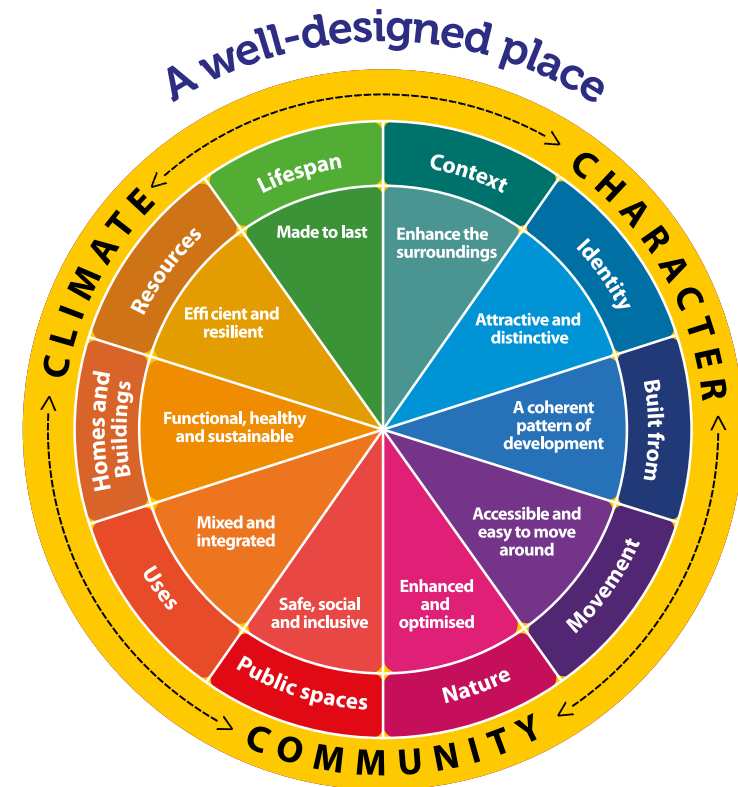 A well-designed place
CLIMATE
CHARACTER
COMMUNITY
Lifespan
Made to last
Context
Enhance the
surroundings
Identity
Attractive and
distinctive
Built from
A coherent
pattern of
development
Movement
Accessible and
easy to move
around
Nature
Enhanced
and
optimised
Public spaces
Safe, social
and inclusive
Uses
Mixed and
integrated
Homes and
Buildings
Functional, healthy
and sustainable
Resources
Efficient and
resilient